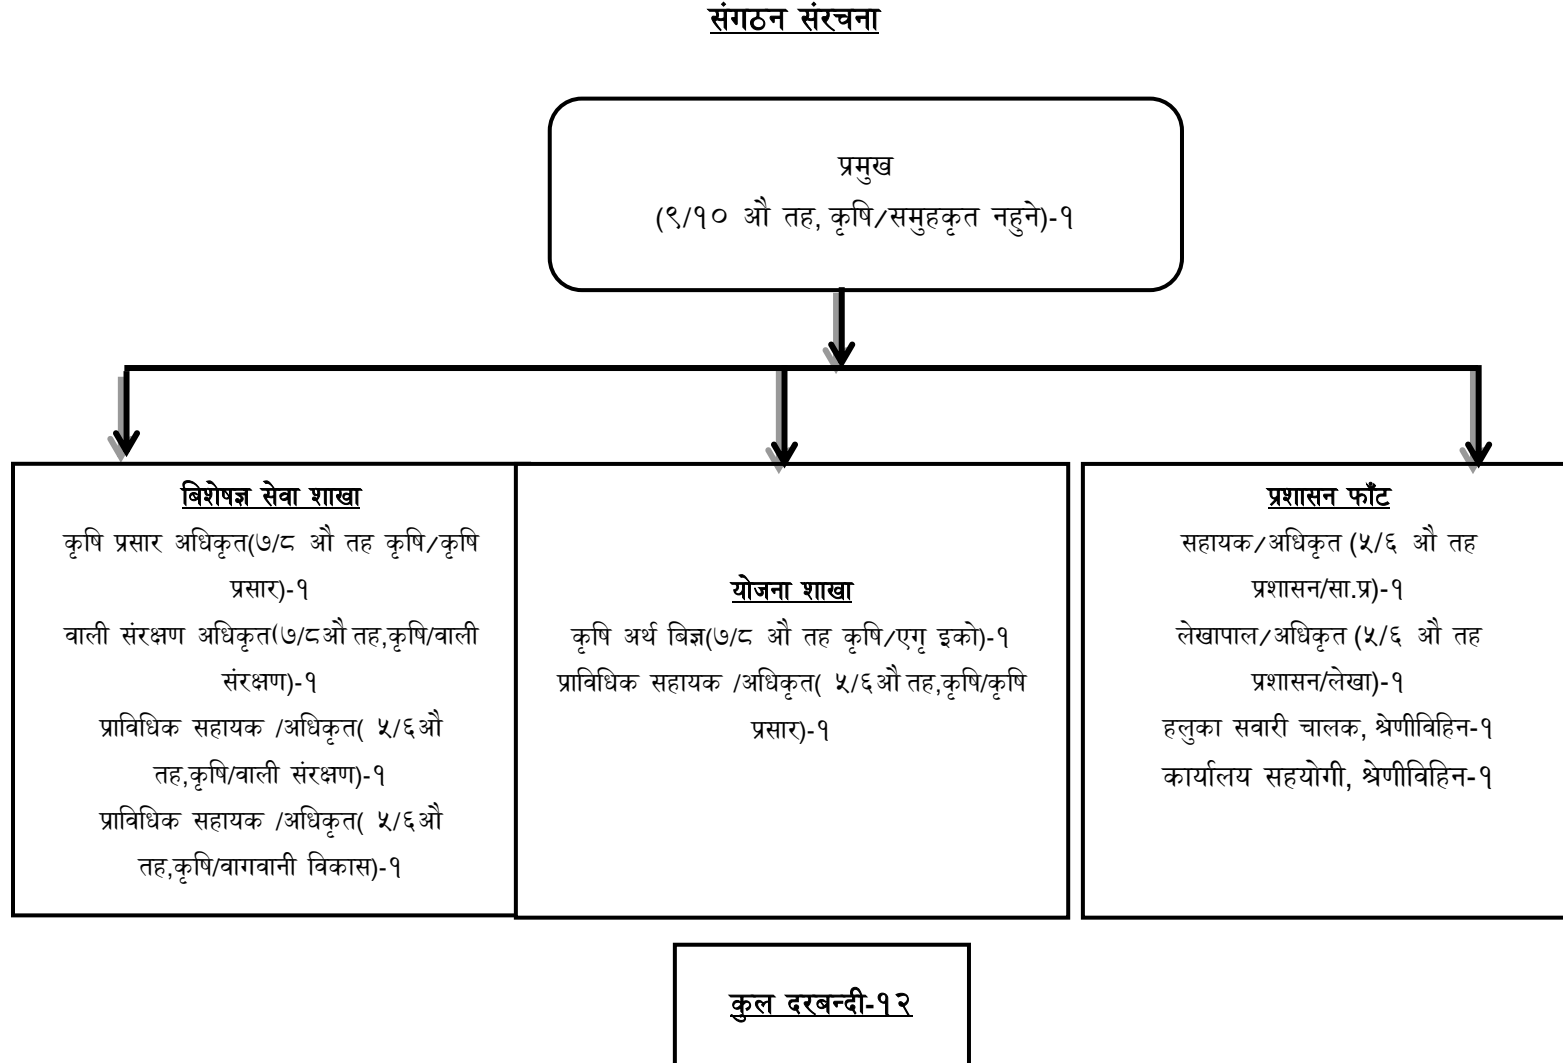 संगठन संरचना
प्रमुख
(९/१० औ तह, कृषि/समुहकृत नहुने)-१
बिशेषज्ञ सेवा शाखा
कृषि प्रसार अधिकृत(७/८ औ तह कृषि/कृषि
प्रसार)-१
वाली संरक्षण अधिकृत(७/८औ तह,कृषि/वाली
संरक्षण)-१
प्राविधिक सहायक /अधिकृत( ५/६औ
तह,कृषि/वाली संरक्षण)-१
प्राविधिक सहायक /अधिकृत( ५/६औ
तह,कृषि/वागवानी विकास)-१
योजना शाखा
कृषि अर्थ बिज्ञ(७/८ औ तह कृषि/एगृ इको)-१
प्राविधिक सहायक /अधिकृत( ५/६औ तह,कृषि/कृषि
प्रसार)-१
प्रशासन फाँट
सहायक/अधिकृत (५/६ औ तह
प्रशासन/सा.प्र)-१
लेखापाल/अधिकृत (५/६ औ तह
प्रशासन/लेखा)-१
हलुका सवारी चालक, श्रेणीविहिन-१
कार्यालय सहयोगी, श्रेणीविहिन-१
कुल दरबन्दी-१२